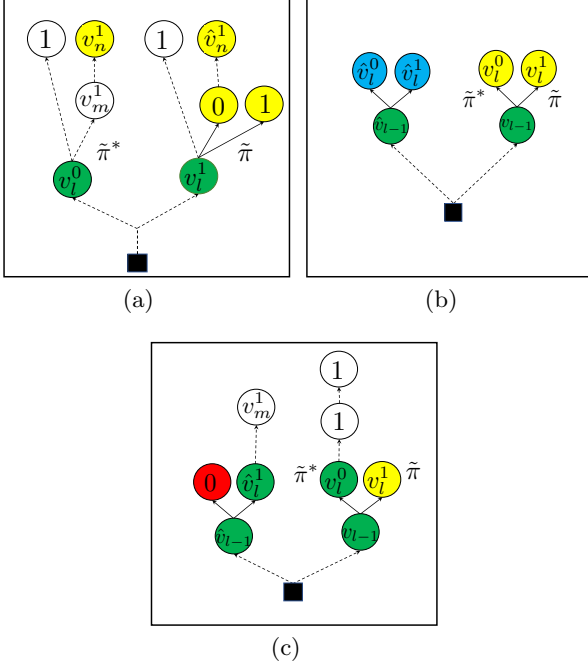 1 v_n^1 1 v̂_n^1
v_m^1 0 1
π̃* π̃
v_l^0 v_l^1
(a)
v̂_l^0 v̂_l^1 v_l^0 v_l^1
π̃* π̃
v̂_{l-1} v_{l-1}
(b)
1
v_m^1 1
0 v̂_l^1 π̃* v_l^0 v_l^1 π̃
v̂_{l-1} v_{l-1}
(c)